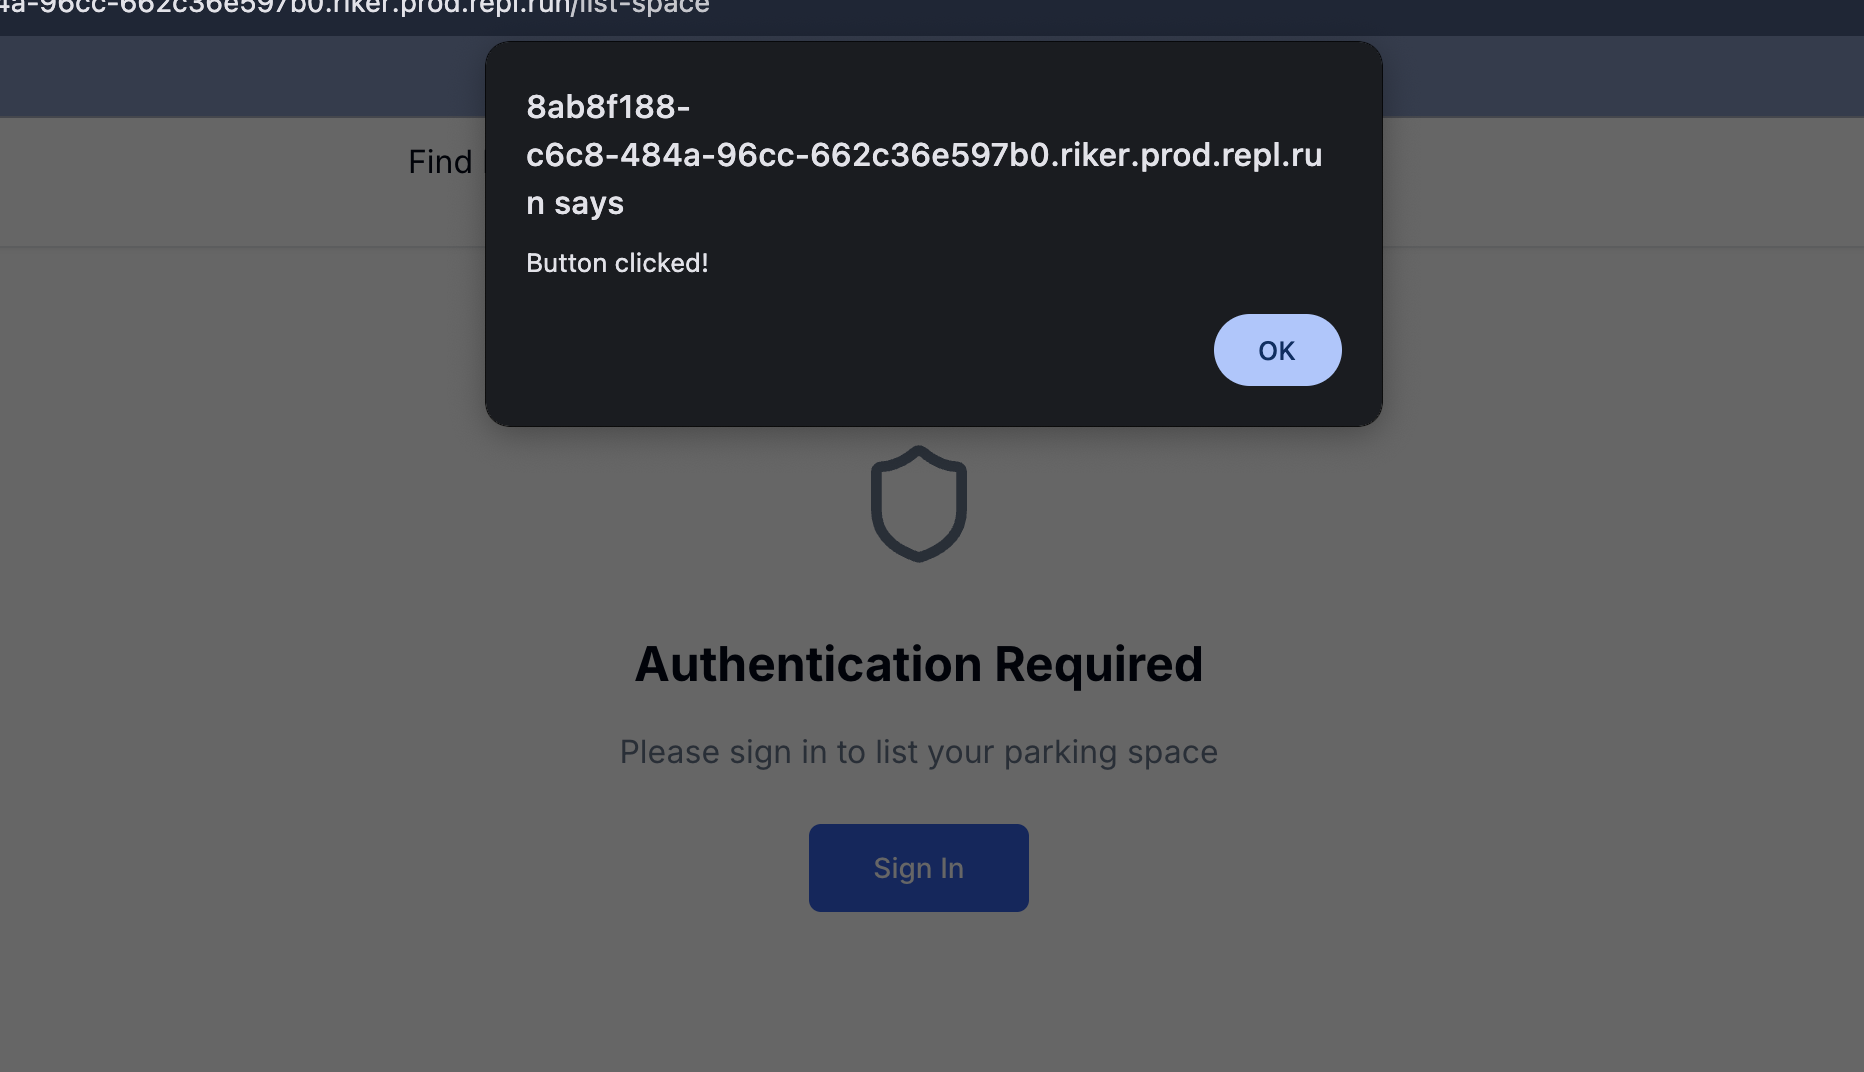 4a-96cc-662c36e597b0.riker.prod.repl.run/list-space
8ab8f188-
c6c8-484a-96cc-662c36e597b0.riker.prod.repl.ru
n says
Find
Button clicked!
OK
Authentication Required
Please sign in to list your parking space
Sign In